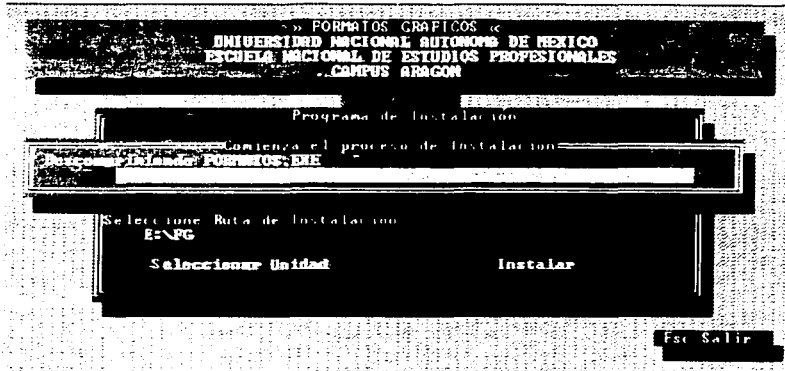 » FORMATOS GRAFICOS «
UNIVERSIDAD NACIONAL AUTONOMA DE MEXICO
ESCUELA NACIONAL DE ESTUDIOS PROFESIONALES
CAMPUS ARAGON
Programa de Instalacion
Comienza el proceso de Instalacion
Descomprimiendo FORMATOS.EXE
Seleccione Ruta de Instalacion
E:\FG
Seleccionar Unidad Instalar
Esc Salir